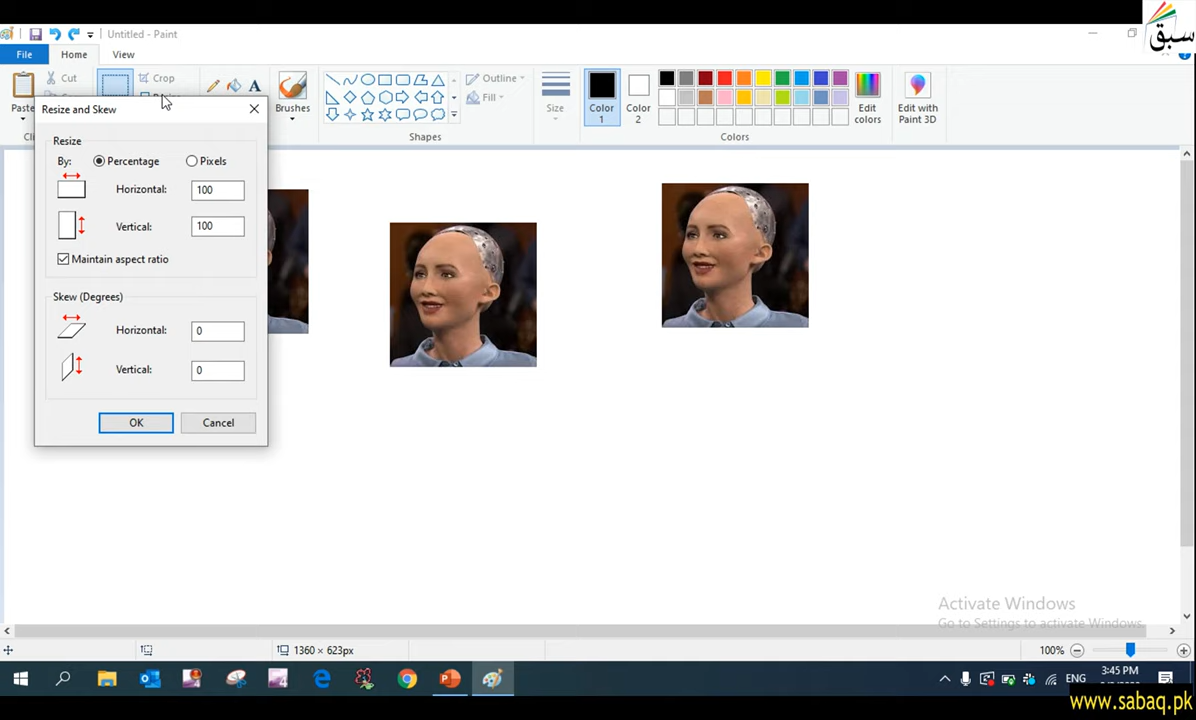 سبق
Untitled - Paint
File Home View
Cut
Crop
Paste
Brushes
Outline
Fill
Size
Color 1
Color 2
Edit colors
Edit with Paint 3D
Shapes
Colors
Resize and Skew
Resize
By: Percentage Pixels
Horizontal: 100
Vertical: 100
Maintain aspect ratio
Skew (Degrees)
Horizontal: 0
Vertical: 0
OK Cancel
Activate Windows
Go to Settings to activate Windows.
1360 × 623px
100%
ENG
3:45 PM
www.sabaq.pk